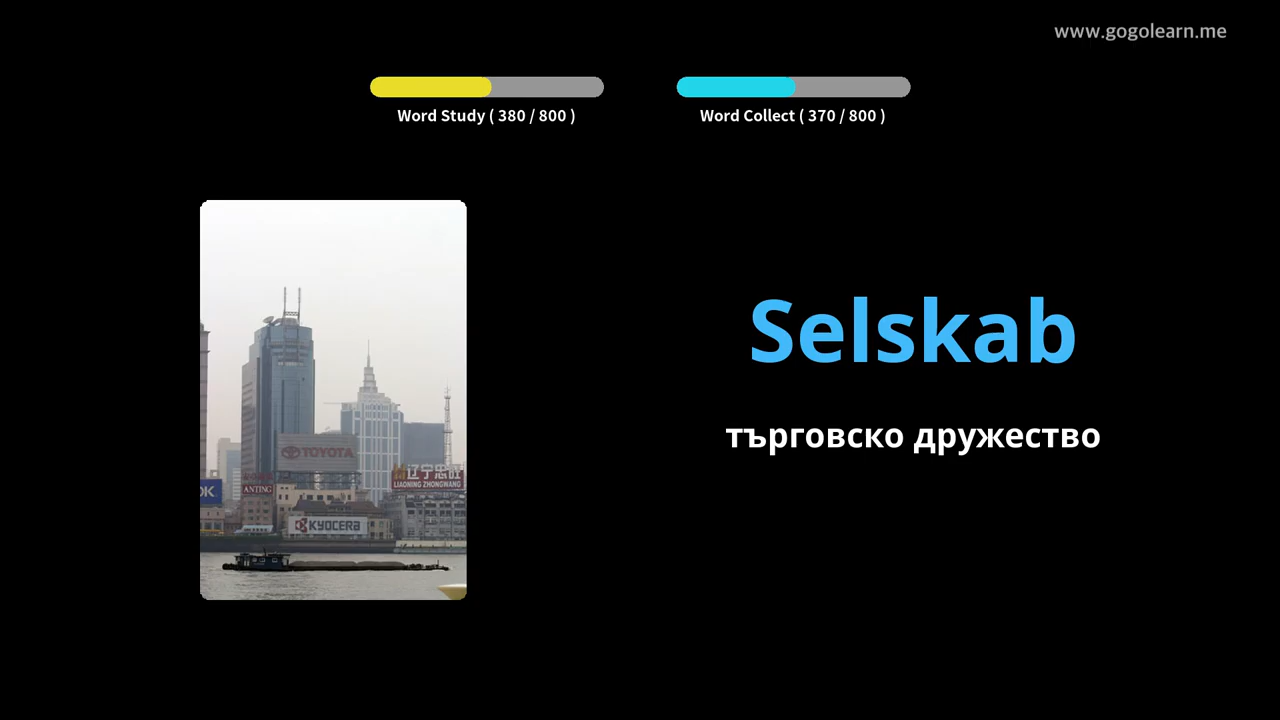 www.gogolearn.me
Word Study ( 380 / 800 )
Word Collect ( 370 / 800 )
Selskab
търговско дружество
TOYOTA
辽宁忠旺
LIAONING ZHONGWANG
OK
ANTING
KYOCERA